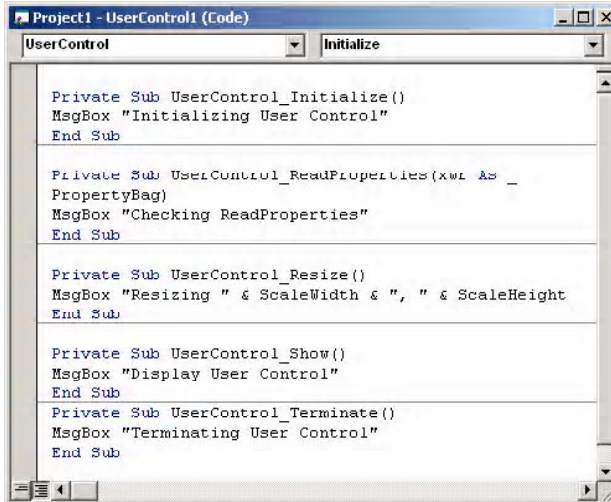 Project1 - UserControl1 (Code)
UserControl Initialize
Private Sub UserControl_Initialize()
MsgBox "Initializing User Control"
End Sub
Private Sub UserControl_ReadProperties(xwr As _
PropertyBag)
MsgBox "Checking ReadProperties"
End Sub
Private Sub UserControl_Resize()
MsgBox "Resizing " & ScaleWidth & ", " & ScaleHeight
End Sub
Private Sub UserControl_Show()
MsgBox "Display User Control"
End Sub
Private Sub UserControl_Terminate()
MsgBox "Terminating User Control"
End Sub